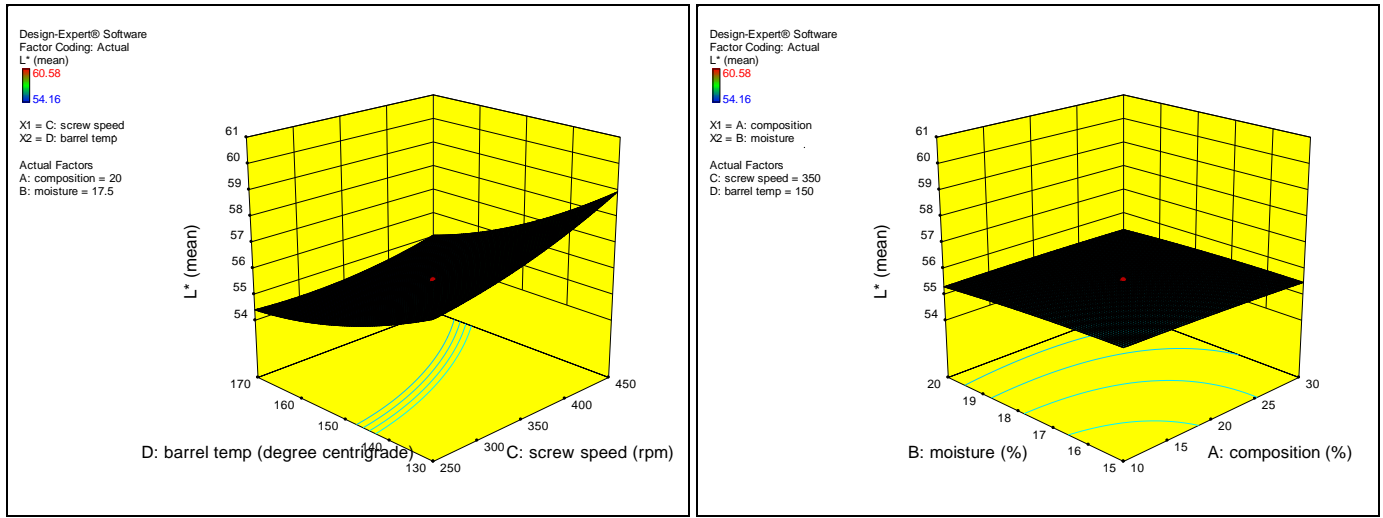 Design-Expert® Software
Factor Coding: Actual
L* (mean)
60.58
54.16
X1 = C: screw speed
X2 = D: barrel temp
Actual Factors
A: composition = 20
B: moisture = 17.5
61
60
59
58
57
56
55
54
L* (mean)
170
160
150
140
130
250
300
350
400
450
D: barrel temp (degree centrigrade)
C: screw speed (rpm)
Design-Expert® Software
Factor Coding: Actual
L* (mean)
60.58
54.16
X1 = A: composition
X2 = B: moisture
Actual Factors
C: screw speed = 350
D: barrel temp = 150
61
60
59
58
57
56
55
54
L* (mean)
20
19
18
17
16
15
10
15
20
25
30
B: moisture (%)
A: composition (%)